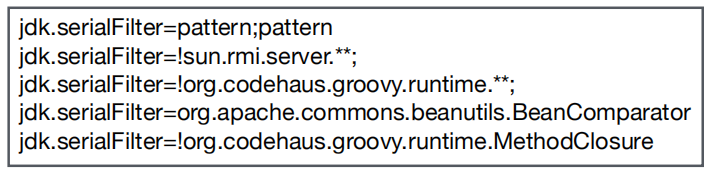 jdk.serialFilter=pattern;pattern
jdk.serialFilter=!sun.rmi.server.**;
jdk.serialFilter=!org.codehaus.groovy.runtime.**;
jdk.serialFilter=org.apache.commons.beanutils.BeanComparator
jdk.serialFilter=!org.codehaus.groovy.runtime.MethodClosure